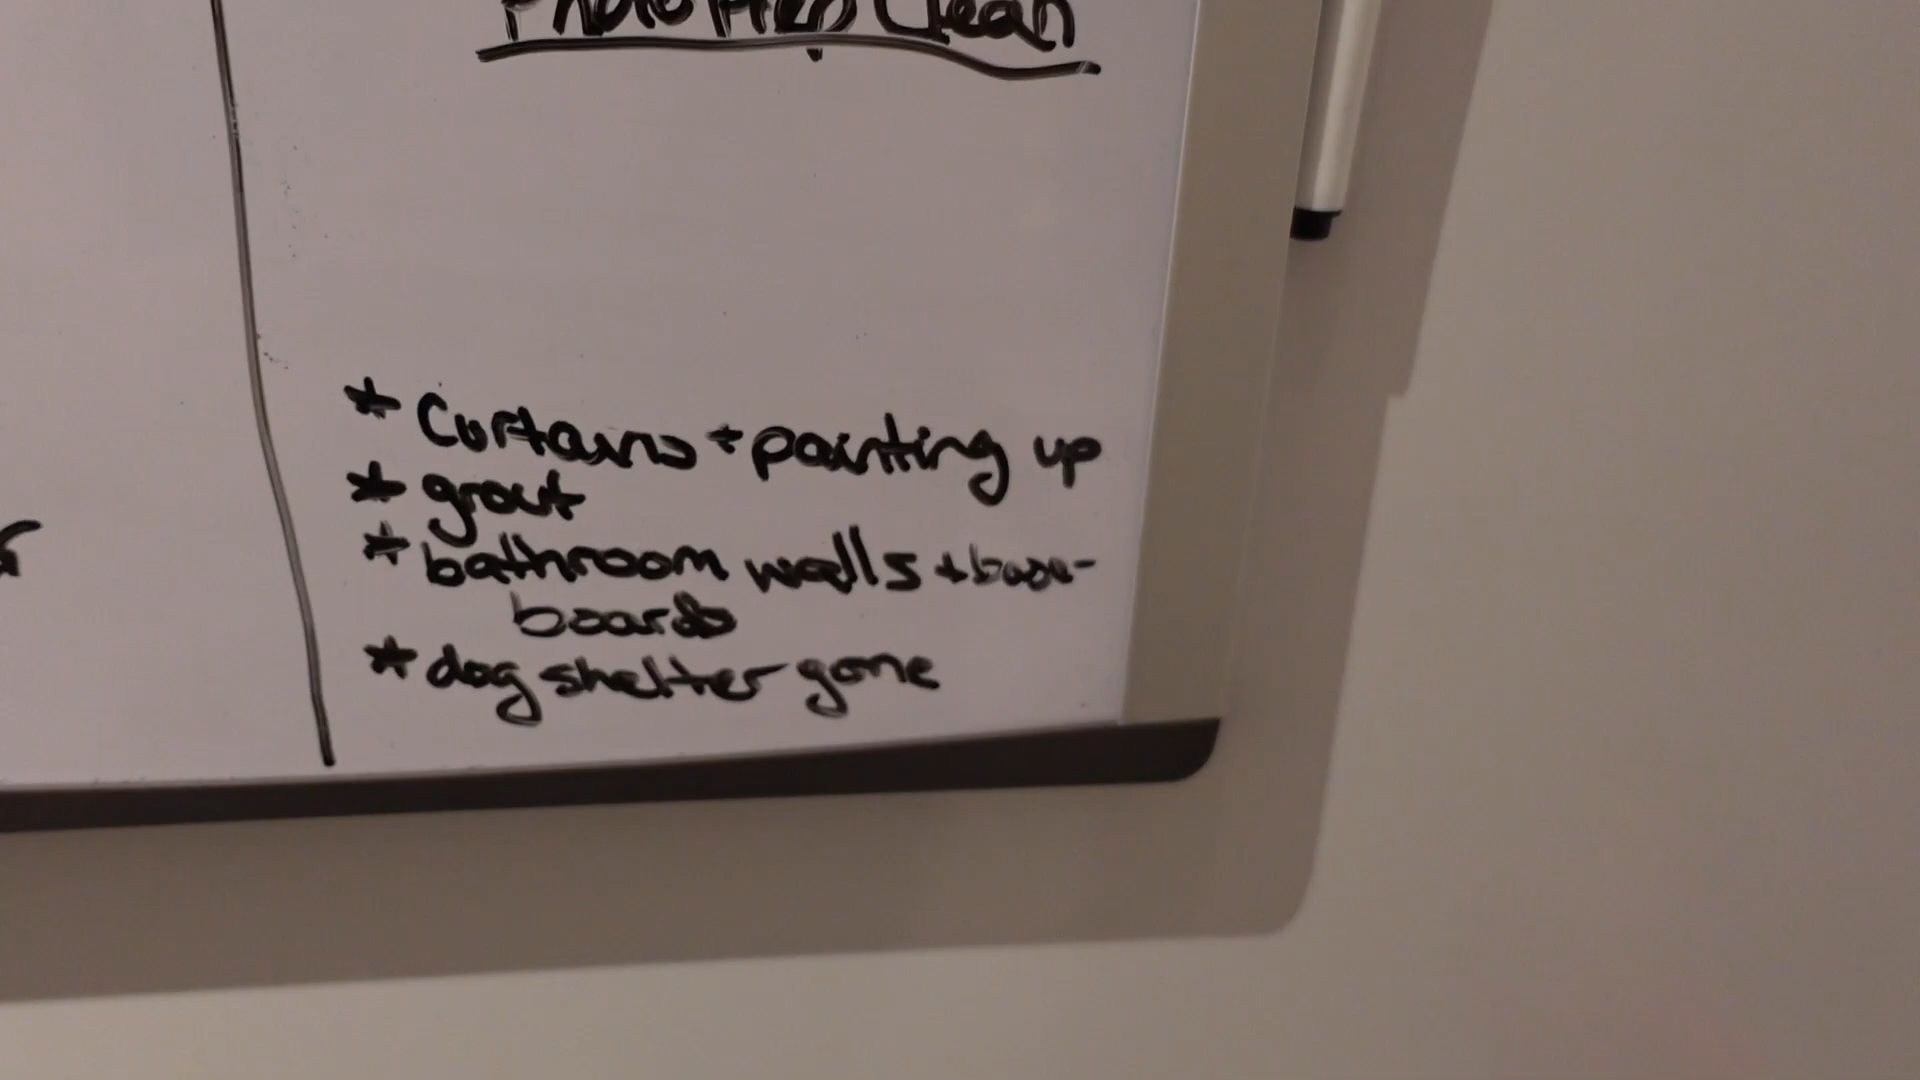 Photo Prep Clean
* Curtains + painting up
* grout
* bathroom walls + base-
boards
* dog shelter gone